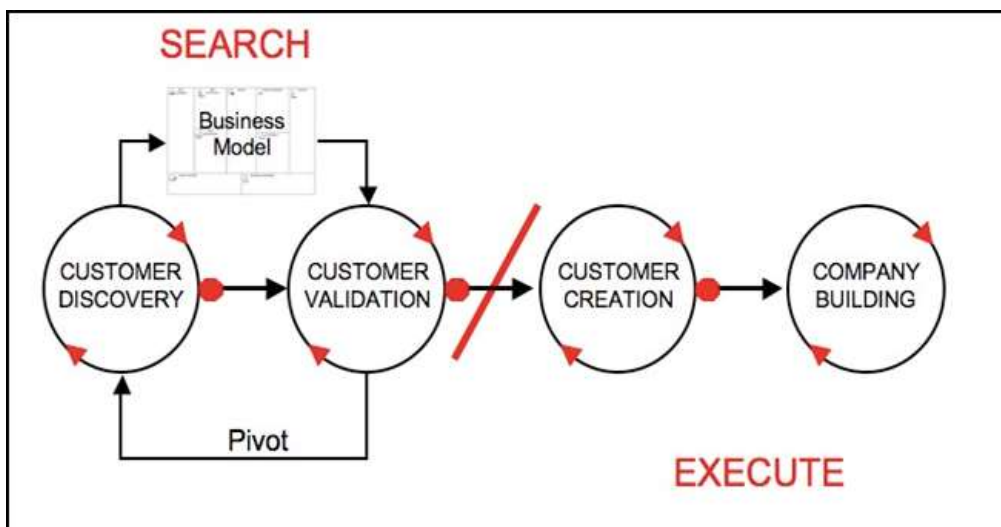 SEARCH
Business
Model
CUSTOMER
DISCOVERY
CUSTOMER
VALIDATION
CUSTOMER
CREATION
COMPANY
BUILDING
Pivot
EXECUTE